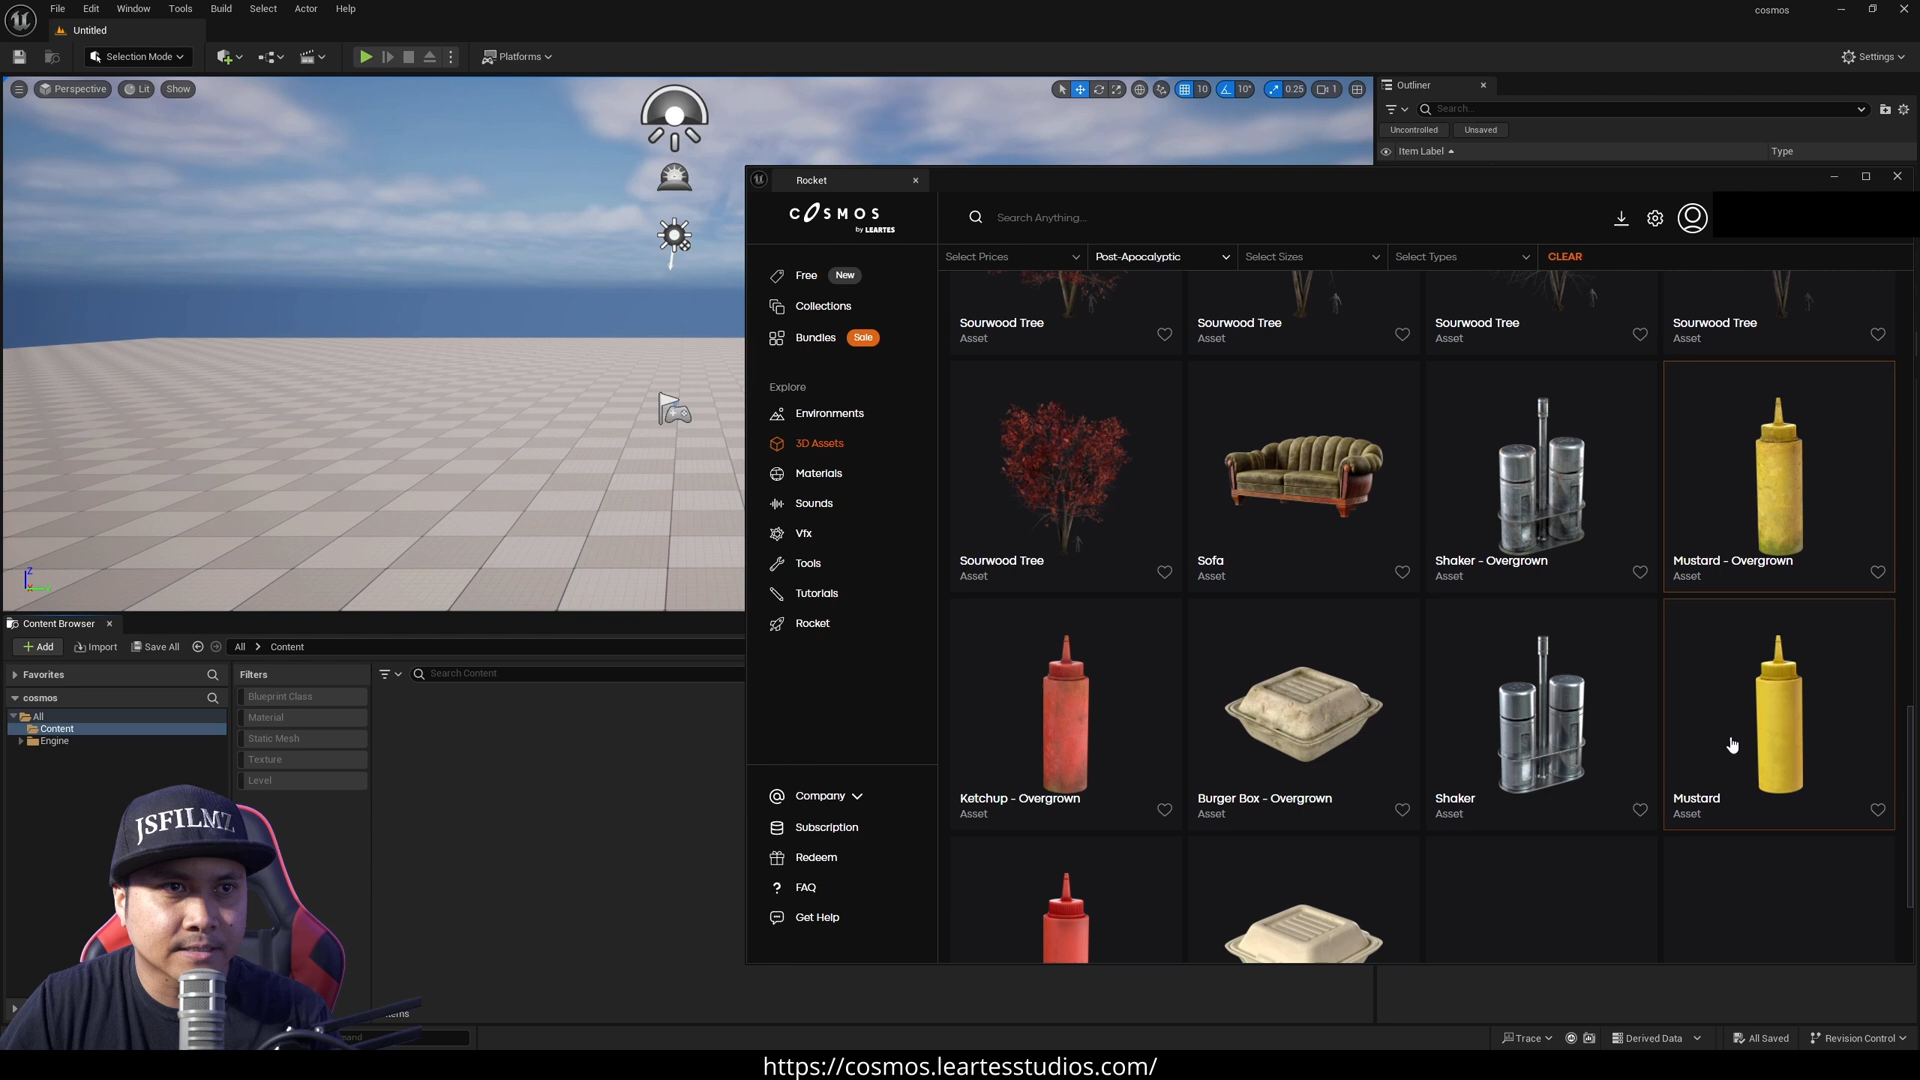 File Edit Window Tools Build Select Actor Help
cosmos
Untitled
Selection Mode
Platforms
Settings
Perspective Lit Show
10 10° 0.25 1
Outliner
Search...
Uncontrolled Unsaved
Item Label Type
Rocket
COSMOS
by LEARTES
Search Anything...
Select Prices Post-Apocalyptic Select Sizes Select Types CLEAR
Free New
Collections
Bundles Sale
Explore
Environments
3D Assets
Materials
Sounds
Vfx
Tools
Tutorials
Rocket
Company
Subscription
Redeem
FAQ
Get Help
Sourwood Tree
Asset
Sourwood Tree
Asset
Sourwood Tree
Asset
Sourwood Tree
Asset
Sourwood Tree
Asset
Sofa
Asset
Shaker - Overgrown
Asset
Mustard - Overgrown
Asset
Ketchup - Overgrown
Asset
Burger Box - Overgrown
Asset
Shaker
Asset
Mustard
Asset
Z
Content Browser
Add Import Save All All Content
Favorites
cosmos
All
Content
Engine
Filters
Blueprint Class
Material
Static Mesh
Texture
Level
Search Content
JSFILMZ
Trace Derived Data All Saved Revision Control
https://cosmos.leartesstudios.com/